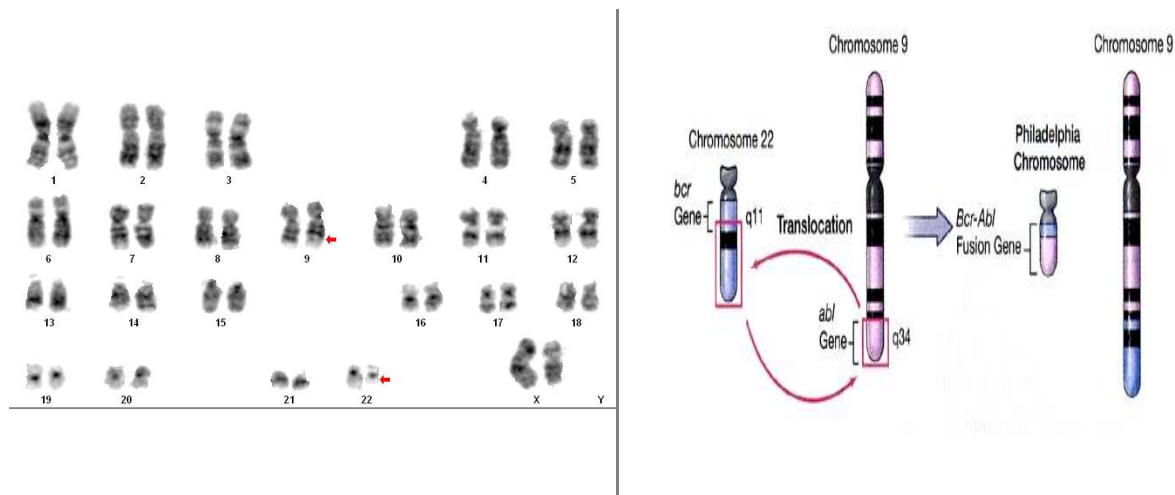 1 2 3 4 5
6 7 8 9 10 11 12
13 14 15 16 17 18
19 20 21 22 X Y
Chromosome 9
Chromosome 22
bcr
Gene
q11
Translocation
abl
Gene
q34
Philadelphia
Chromosome
Bcr-Abl
Fusion Gene
Chromosome 9